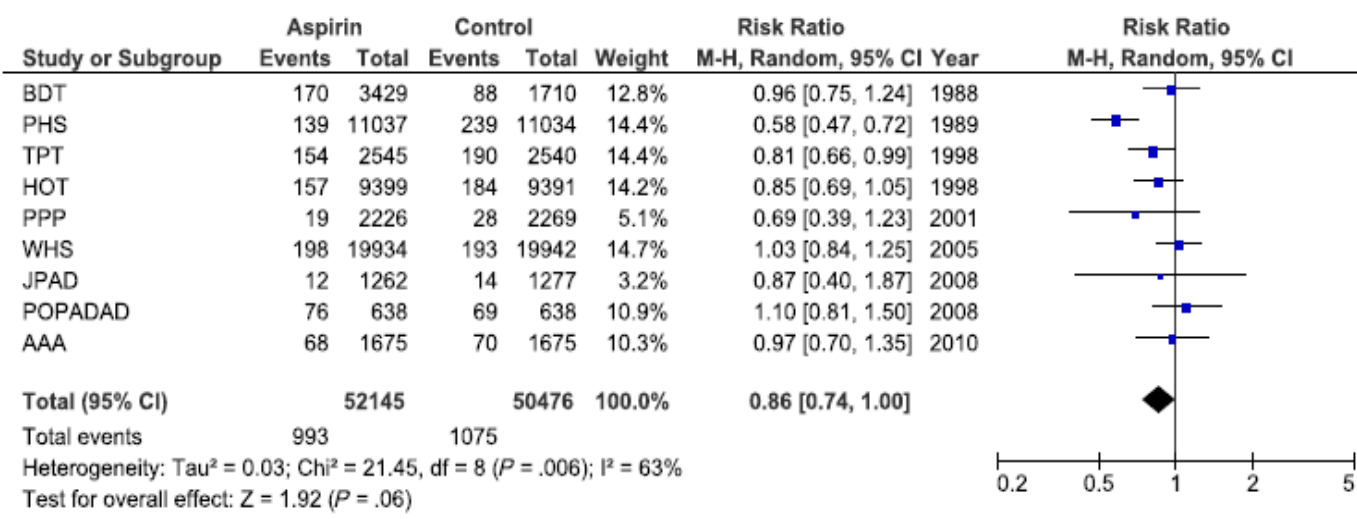 Aspirin Control Risk Ratio Risk Ratio
Study or Subgroup Events Total Events Total Weight M-H, Random, 95% CI Year M-H, Random, 95% CI
BDT 170 3429 88 1710 12.8% 0.96 [0.75, 1.24] 1988
PHS 139 11037 239 11034 14.4% 0.58 [0.47, 0.72] 1989
TPT 154 2545 190 2540 14.4% 0.81 [0.66, 0.99] 1998
HOT 157 9399 184 9391 14.2% 0.85 [0.69, 1.05] 1998
PPP 19 2226 28 2269 5.1% 0.69 [0.39, 1.23] 2001
WHS 198 19934 193 19942 14.7% 1.03 [0.84, 1.25] 2005
JPAD 12 1262 14 1277 3.2% 0.87 [0.40, 1.87] 2008
POPADAD 76 638 69 638 10.9% 1.10 [0.81, 1.50] 2008
AAA 68 1675 70 1675 10.3% 0.97 [0.70, 1.35] 2010
Total (95% CI) 52145 50476 100.0% 0.86 [0.74, 1.00]
Total events 993 1075
Heterogeneity: Tau² = 0.03; Chi² = 21.45, df = 8 (P = .006); I² = 63%
Test for overall effect: Z = 1.92 (P = .06)
0.2 0.5 1 2 5